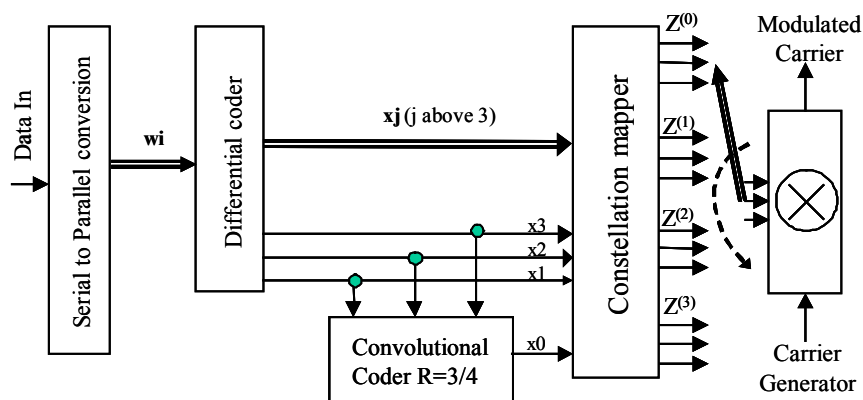 Data In
Serial to Parallel conversion
wi
Differential coder
xj (j above 3)
x3
x2
x1
Convolutional
Coder R=3/4
x0
Constellation mapper
Z(0)
Z(1)
Z(2)
Z(3)
Modulated
Carrier
Carrier
Generator